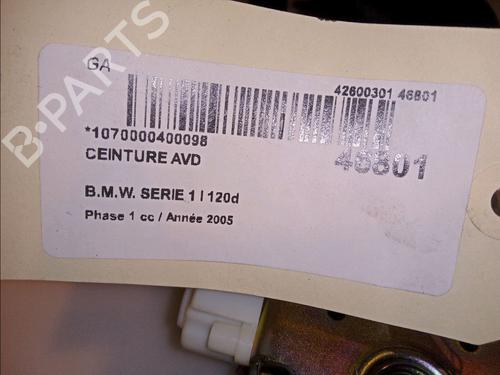 GA
42600301 46801
*1070000400098
46801
CEINTURE AVD
B.M.W. SERIE 1 I 120d
Phase 1 cc / Année 2005
B-PARTS